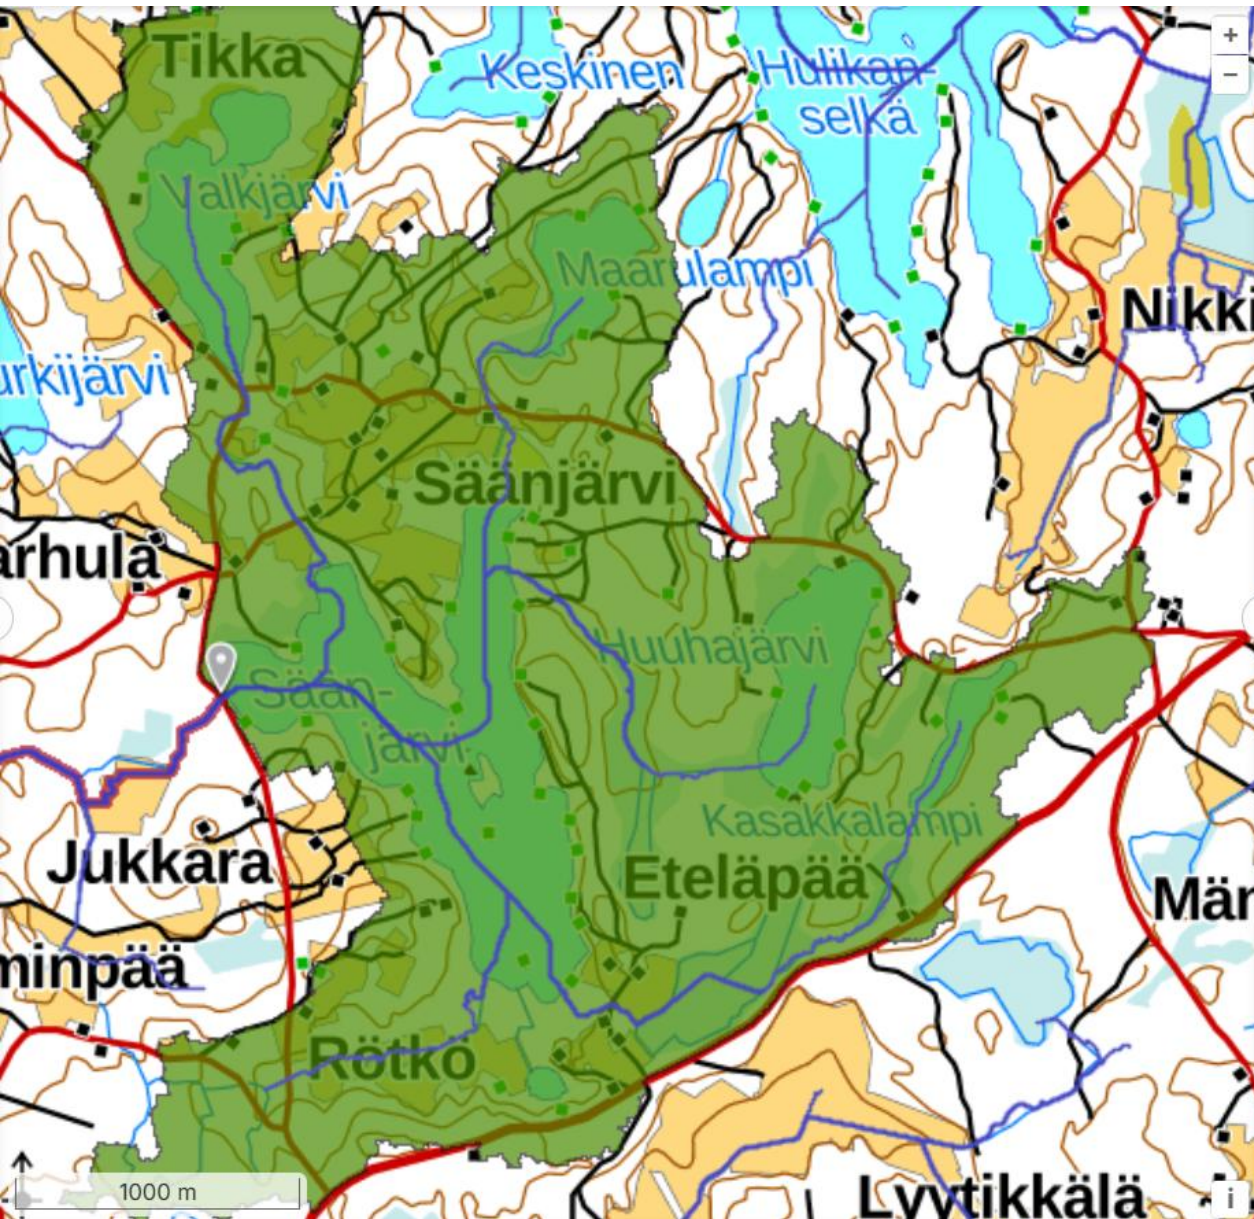 Tikka
Keskinen
Hulikan-
selkä
+
−
Valkjärvi
Maarulampi
Nikki
urkijärvi
Säänjärvi
arhula
Huuhajärvi
Sään-
järvi
Kasakkalampi
Jukkara
Eteläpää
Män
minpää
Rötkö
1000 m
Lyytikkälä
i